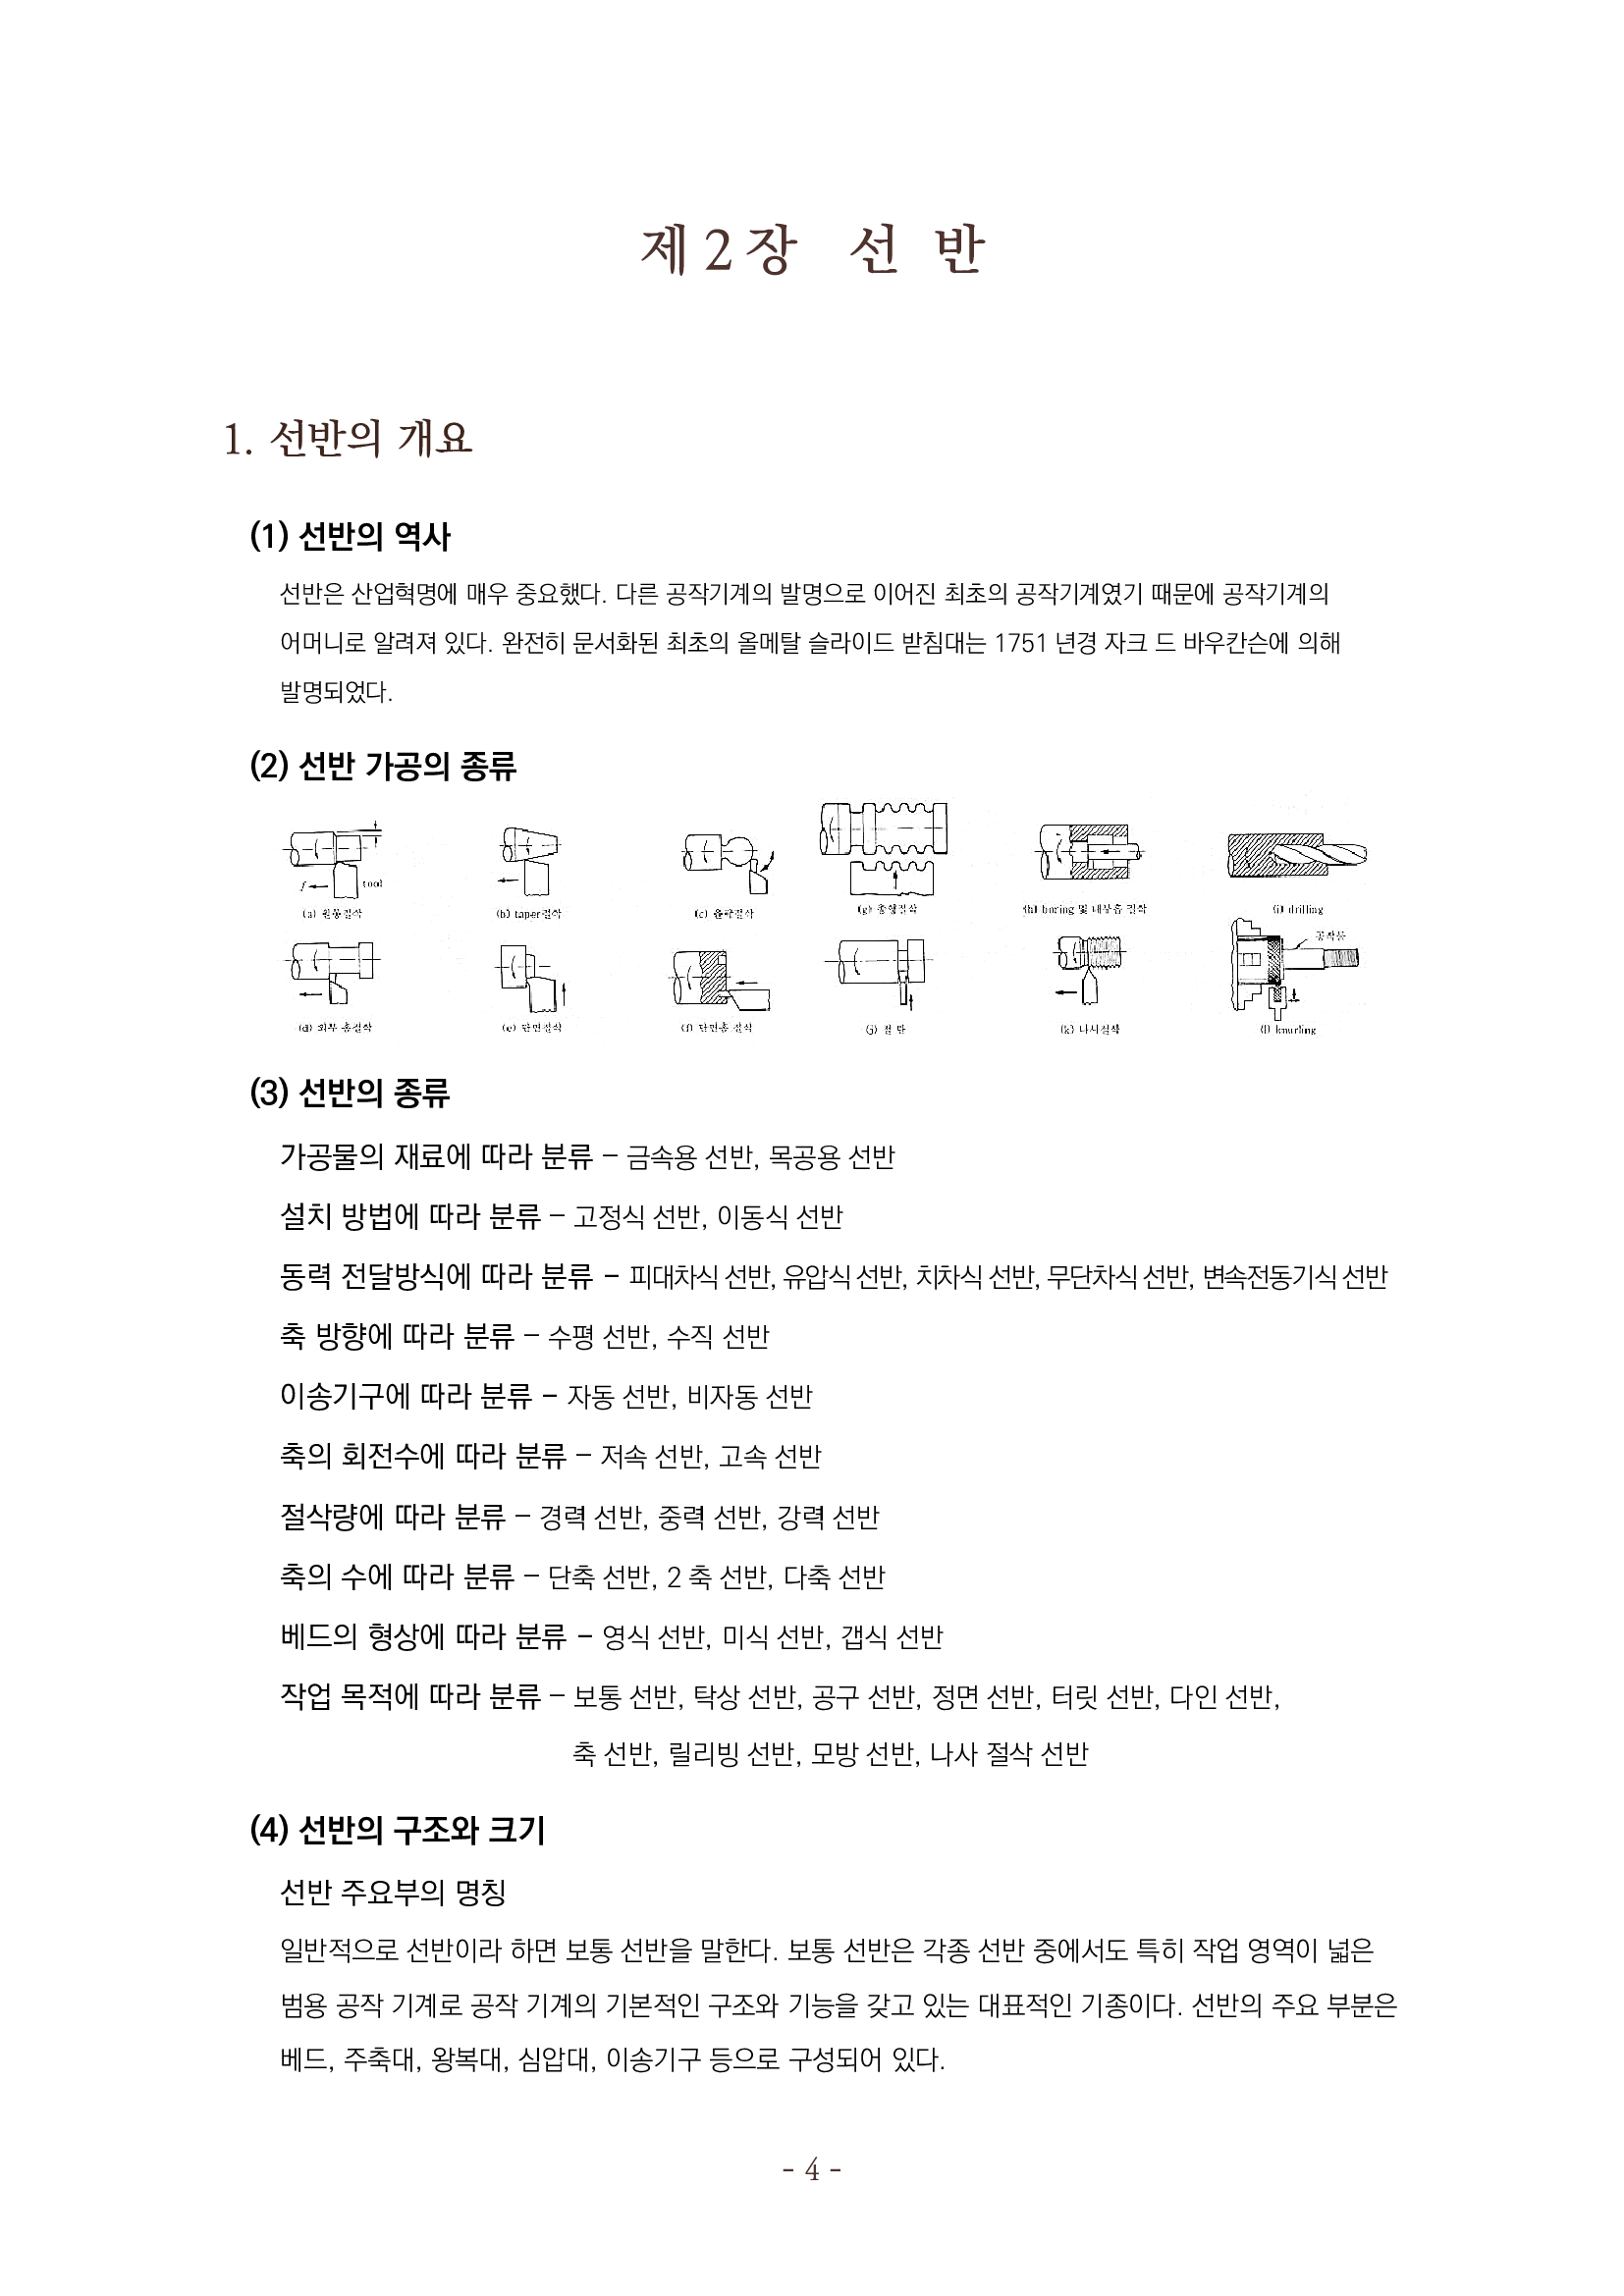 제2장 선 반
1. 선반의 개요
(1) 선반의 역사
선반은 산업혁명에 매우 중요했다. 다른 공작기계의 발명으로 이어진 최초의 공작기계였기 때문에 공작기계의
어머니로 알려져 있다. 완전히 문서화된 최초의 올메탈 슬라이드 받침대는 1751 년경 자크 드 바우칸슨에 의해
발명되었다.
(2) 선반 가공의 종류
f tool
(a) 원통절삭
(b) taper절삭
(c) 윤곽절삭
(g) 총형절삭
(h) boring 및 내부홈 절삭
(i) drilling
공작물
(d) 외부 홈절삭
(e) 단면절삭
(f) 단면홈 절삭
(j) 절 단
(k) 나사절삭
(l) knurling
(3) 선반의 종류
가공물의 재료에 따라 분류 – 금속용 선반, 목공용 선반
설치 방법에 따라 분류 – 고정식 선반, 이동식 선반
동력 전달방식에 따라 분류 – 피대차식 선반, 유압식 선반, 치차식 선반, 무단차식 선반, 변속전동기식 선반
축 방향에 따라 분류 – 수평 선반, 수직 선반
이송기구에 따라 분류 – 자동 선반, 비자동 선반
축의 회전수에 따라 분류 – 저속 선반, 고속 선반
절삭량에 따라 분류 – 경력 선반, 중력 선반, 강력 선반
축의 수에 따라 분류 – 단축 선반, 2 축 선반, 다축 선반
베드의 형상에 따라 분류 – 영식 선반, 미식 선반, 갭식 선반
작업 목적에 따라 분류 – 보통 선반, 탁상 선반, 공구 선반, 정면 선반, 터릿 선반, 다인 선반,
축 선반, 릴리빙 선반, 모방 선반, 나사 절삭 선반
(4) 선반의 구조와 크기
선반 주요부의 명칭
일반적으로 선반이라 하면 보통 선반을 말한다. 보통 선반은 각종 선반 중에서도 특히 작업 영역이 넓은
범용 공작 기계로 공작 기계의 기본적인 구조와 기능을 갖고 있는 대표적인 기종이다. 선반의 주요 부분은
베드, 주축대, 왕복대, 심압대, 이송기구 등으로 구성되어 있다.
- 4 -